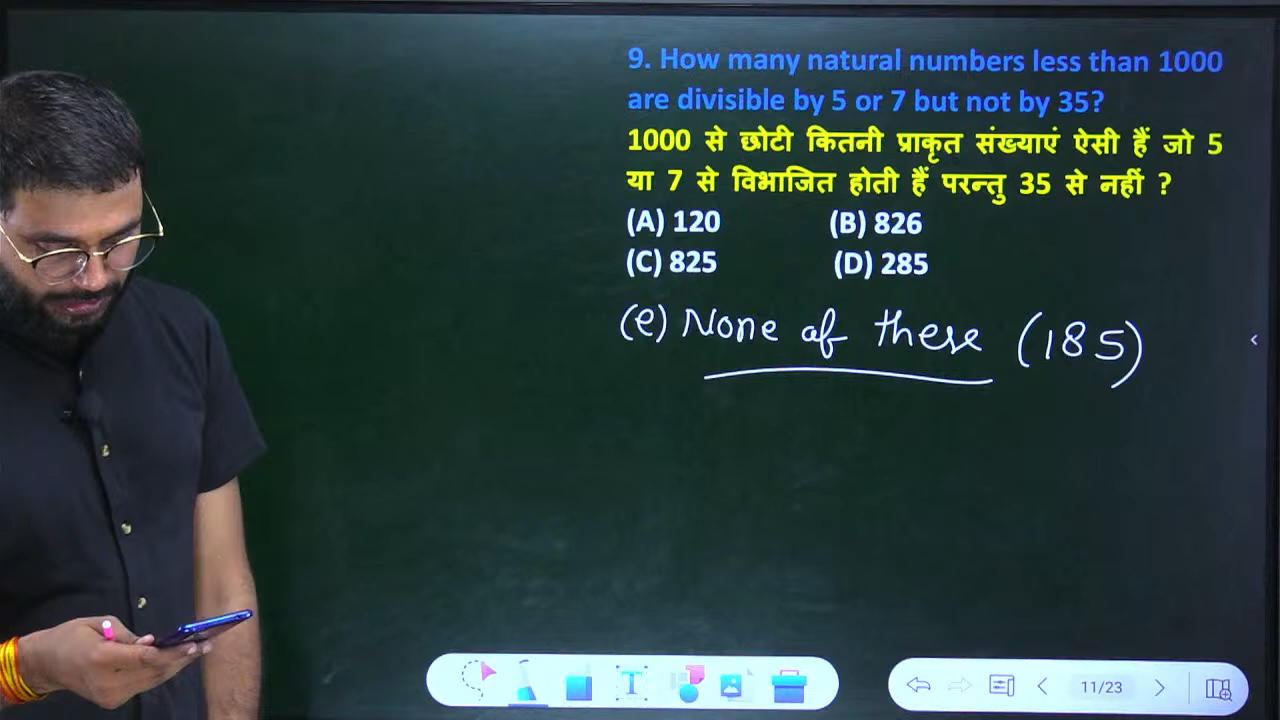 9. How many natural numbers less than 1000
are divisible by 5 or 7 but not by 35?
1000 से छोटी कितनी प्राकृत संख्याएं ऐसी हैं जो 5
या 7 से विभाजित होती हैं परन्तु 35 से नहीं ?
(A) 120 (B) 826
(C) 825 (D) 285
(e) None of these (185)
T
11/23